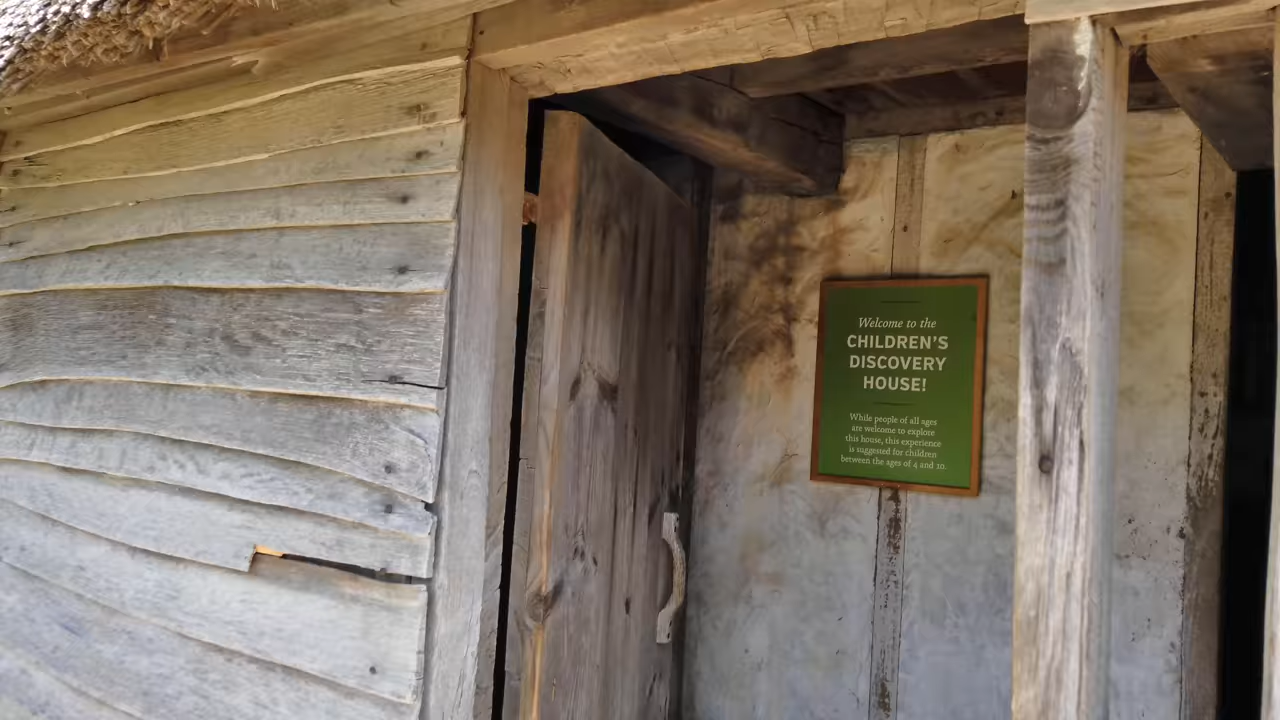 Welcome to the
CHILDREN'S
DISCOVERY
HOUSE!
While people of all ages
are welcome to explore
this house, this experience
is suggested for children
between the ages of 4 and 10.